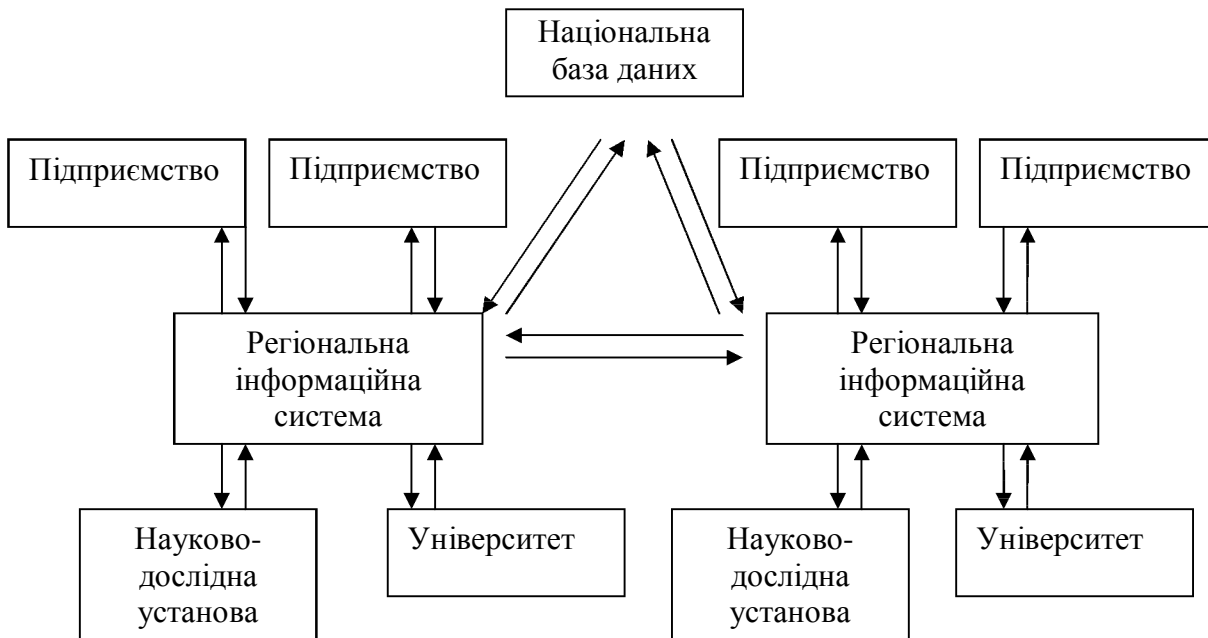 Національна
база даних
Підприємство
Підприємство
Підприємство
Підприємство
Регіональна
інформаційна
система
Регіональна
інформаційна
система
Науково-
дослідна
установа
Університет
Науково-
дослідна
установа
Університет